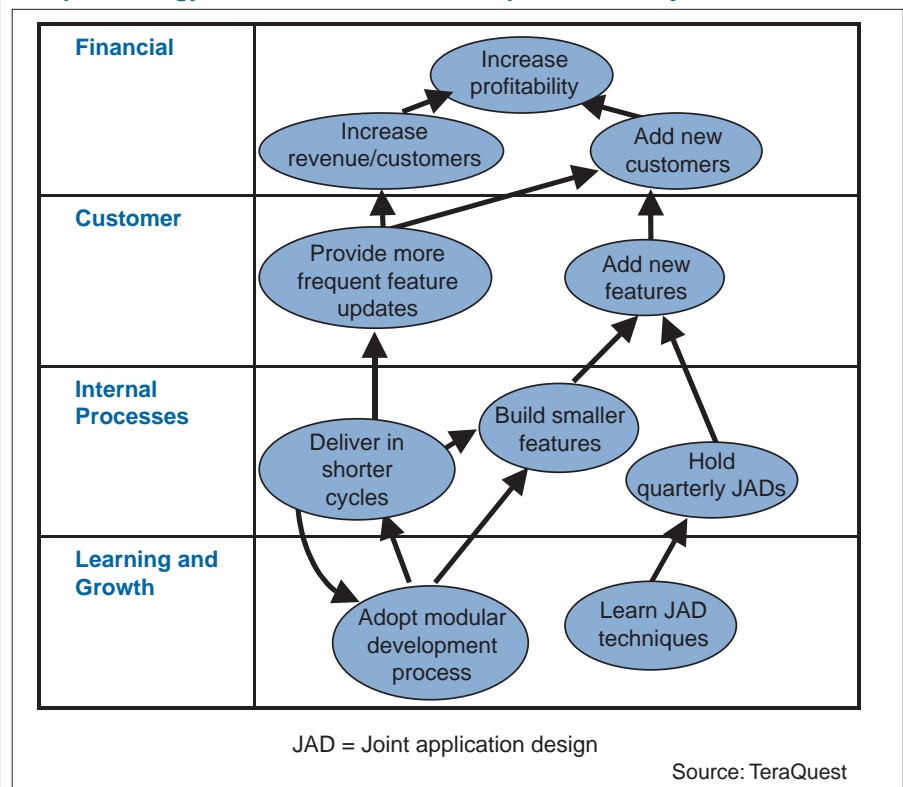 Financial
Increase
profitability
Increase
revenue/customers
Add new
customers
Customer
Provide more
frequent feature
updates
Add new
features
Internal
Processes
Build smaller
features
Deliver in
shorter
cycles
Hold
quarterly JADs
Learning and
Growth
Adopt modular
development
process
Learn JAD
techniques
JAD = Joint application design
Source: TeraQuest